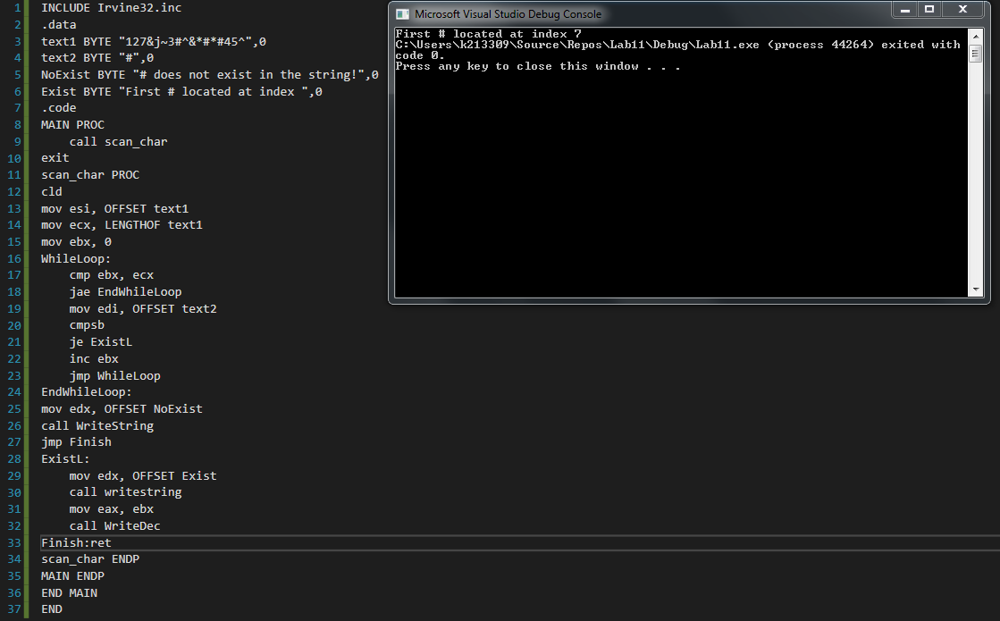 1 INCLUDE Irvine32.inc
2 .data
3 text1 BYTE "127&j~3#^&*#*#45^",0
4 text2 BYTE "#",0
5 NoExist BYTE "# does not exist in the string!",0
6 Exist BYTE "First # located at index ",0
7 .code
8 MAIN PROC
9 call scan_char
10 exit
11 scan_char PROC
12 cld
13 mov esi, OFFSET text1
14 mov ecx, LENGTHOF text1
15 mov ebx, 0
16 WhileLoop:
17 cmp ebx, ecx
18 jae EndWhileLoop
19 mov edi, OFFSET text2
20 cmpsb
21 je ExistL
22 inc ebx
23 jmp WhileLoop
24 EndWhileLoop:
25 mov edx, OFFSET NoExist
26 call WriteString
27 jmp Finish
28 ExistL:
29 mov edx, OFFSET Exist
30 call writestring
31 mov eax, ebx
32 call WriteDec
33 Finish:ret
34 scan_char ENDP
35 MAIN ENDP
36 END MAIN
37 END
Microsoft Visual Studio Debug Console
First # located at index 7
C:\Users\k213309\Source\Repos\Lab11\Debug\Lab11.exe (process 44264) exited with
code 0.
Press any key to close this window . . .